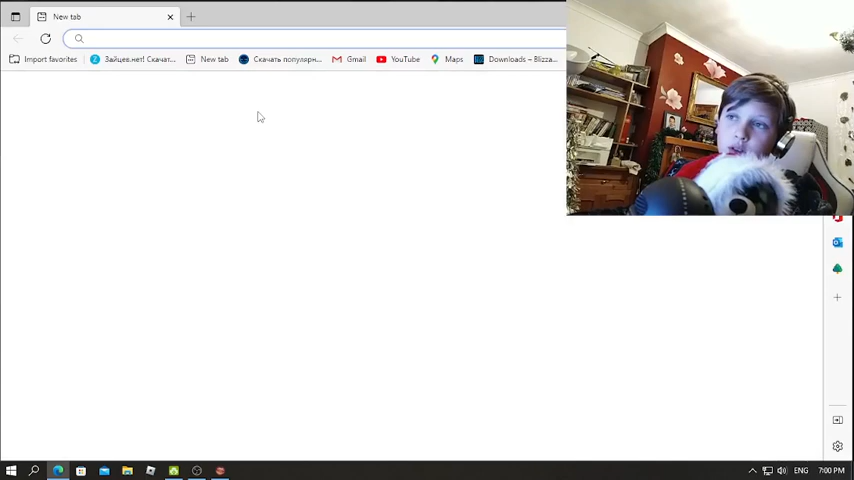 New tab
Import favorites
Зайцев.нет! Скачат...
New tab
Скачать популярн...
Gmail
YouTube
Maps
Downloads – Blizza...
ENG
7:00 PM